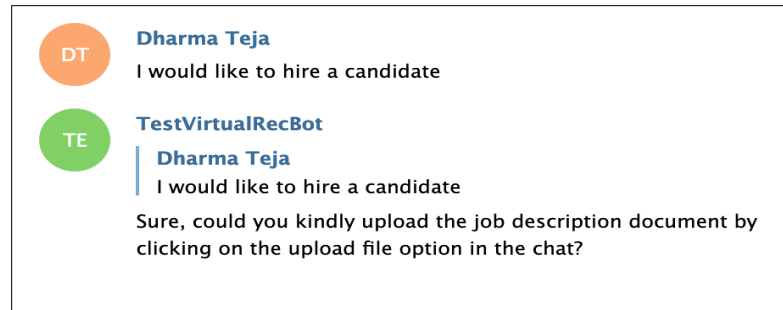 DT
Dharma Teja
I would like to hire a candidate
TE
TestVirtualRecBot
Dharma Teja
I would like to hire a candidate
Sure, could you kindly upload the job description document by
clicking on the upload file option in the chat?